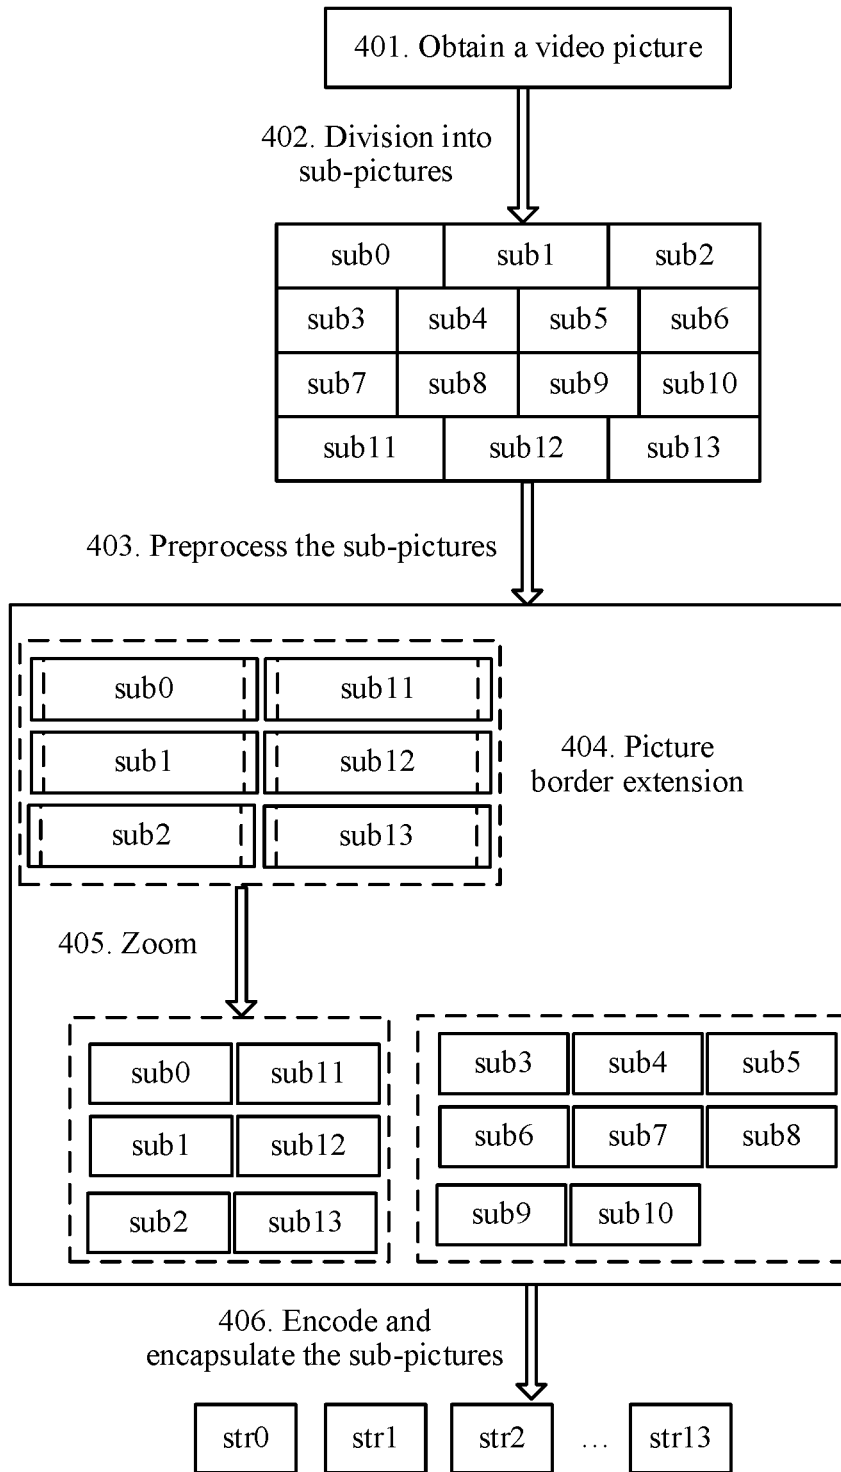 401. Obtain a video picture
402. Division into
sub-pictures
sub0 sub1 sub2
sub3 sub4 sub5 sub6
sub7 sub8 sub9 sub10
sub11 sub12 sub13
403. Preprocess the sub-pictures
sub0 sub11
sub1 sub12
sub2 sub13
404. Picture
border extension
405. Zoom
sub0 sub11
sub1 sub12
sub2 sub13
sub3 sub4 sub5
sub6 sub7 sub8
sub9 sub10
406. Encode and
encapsulate the sub-pictures
str0 str1 str2 … str13